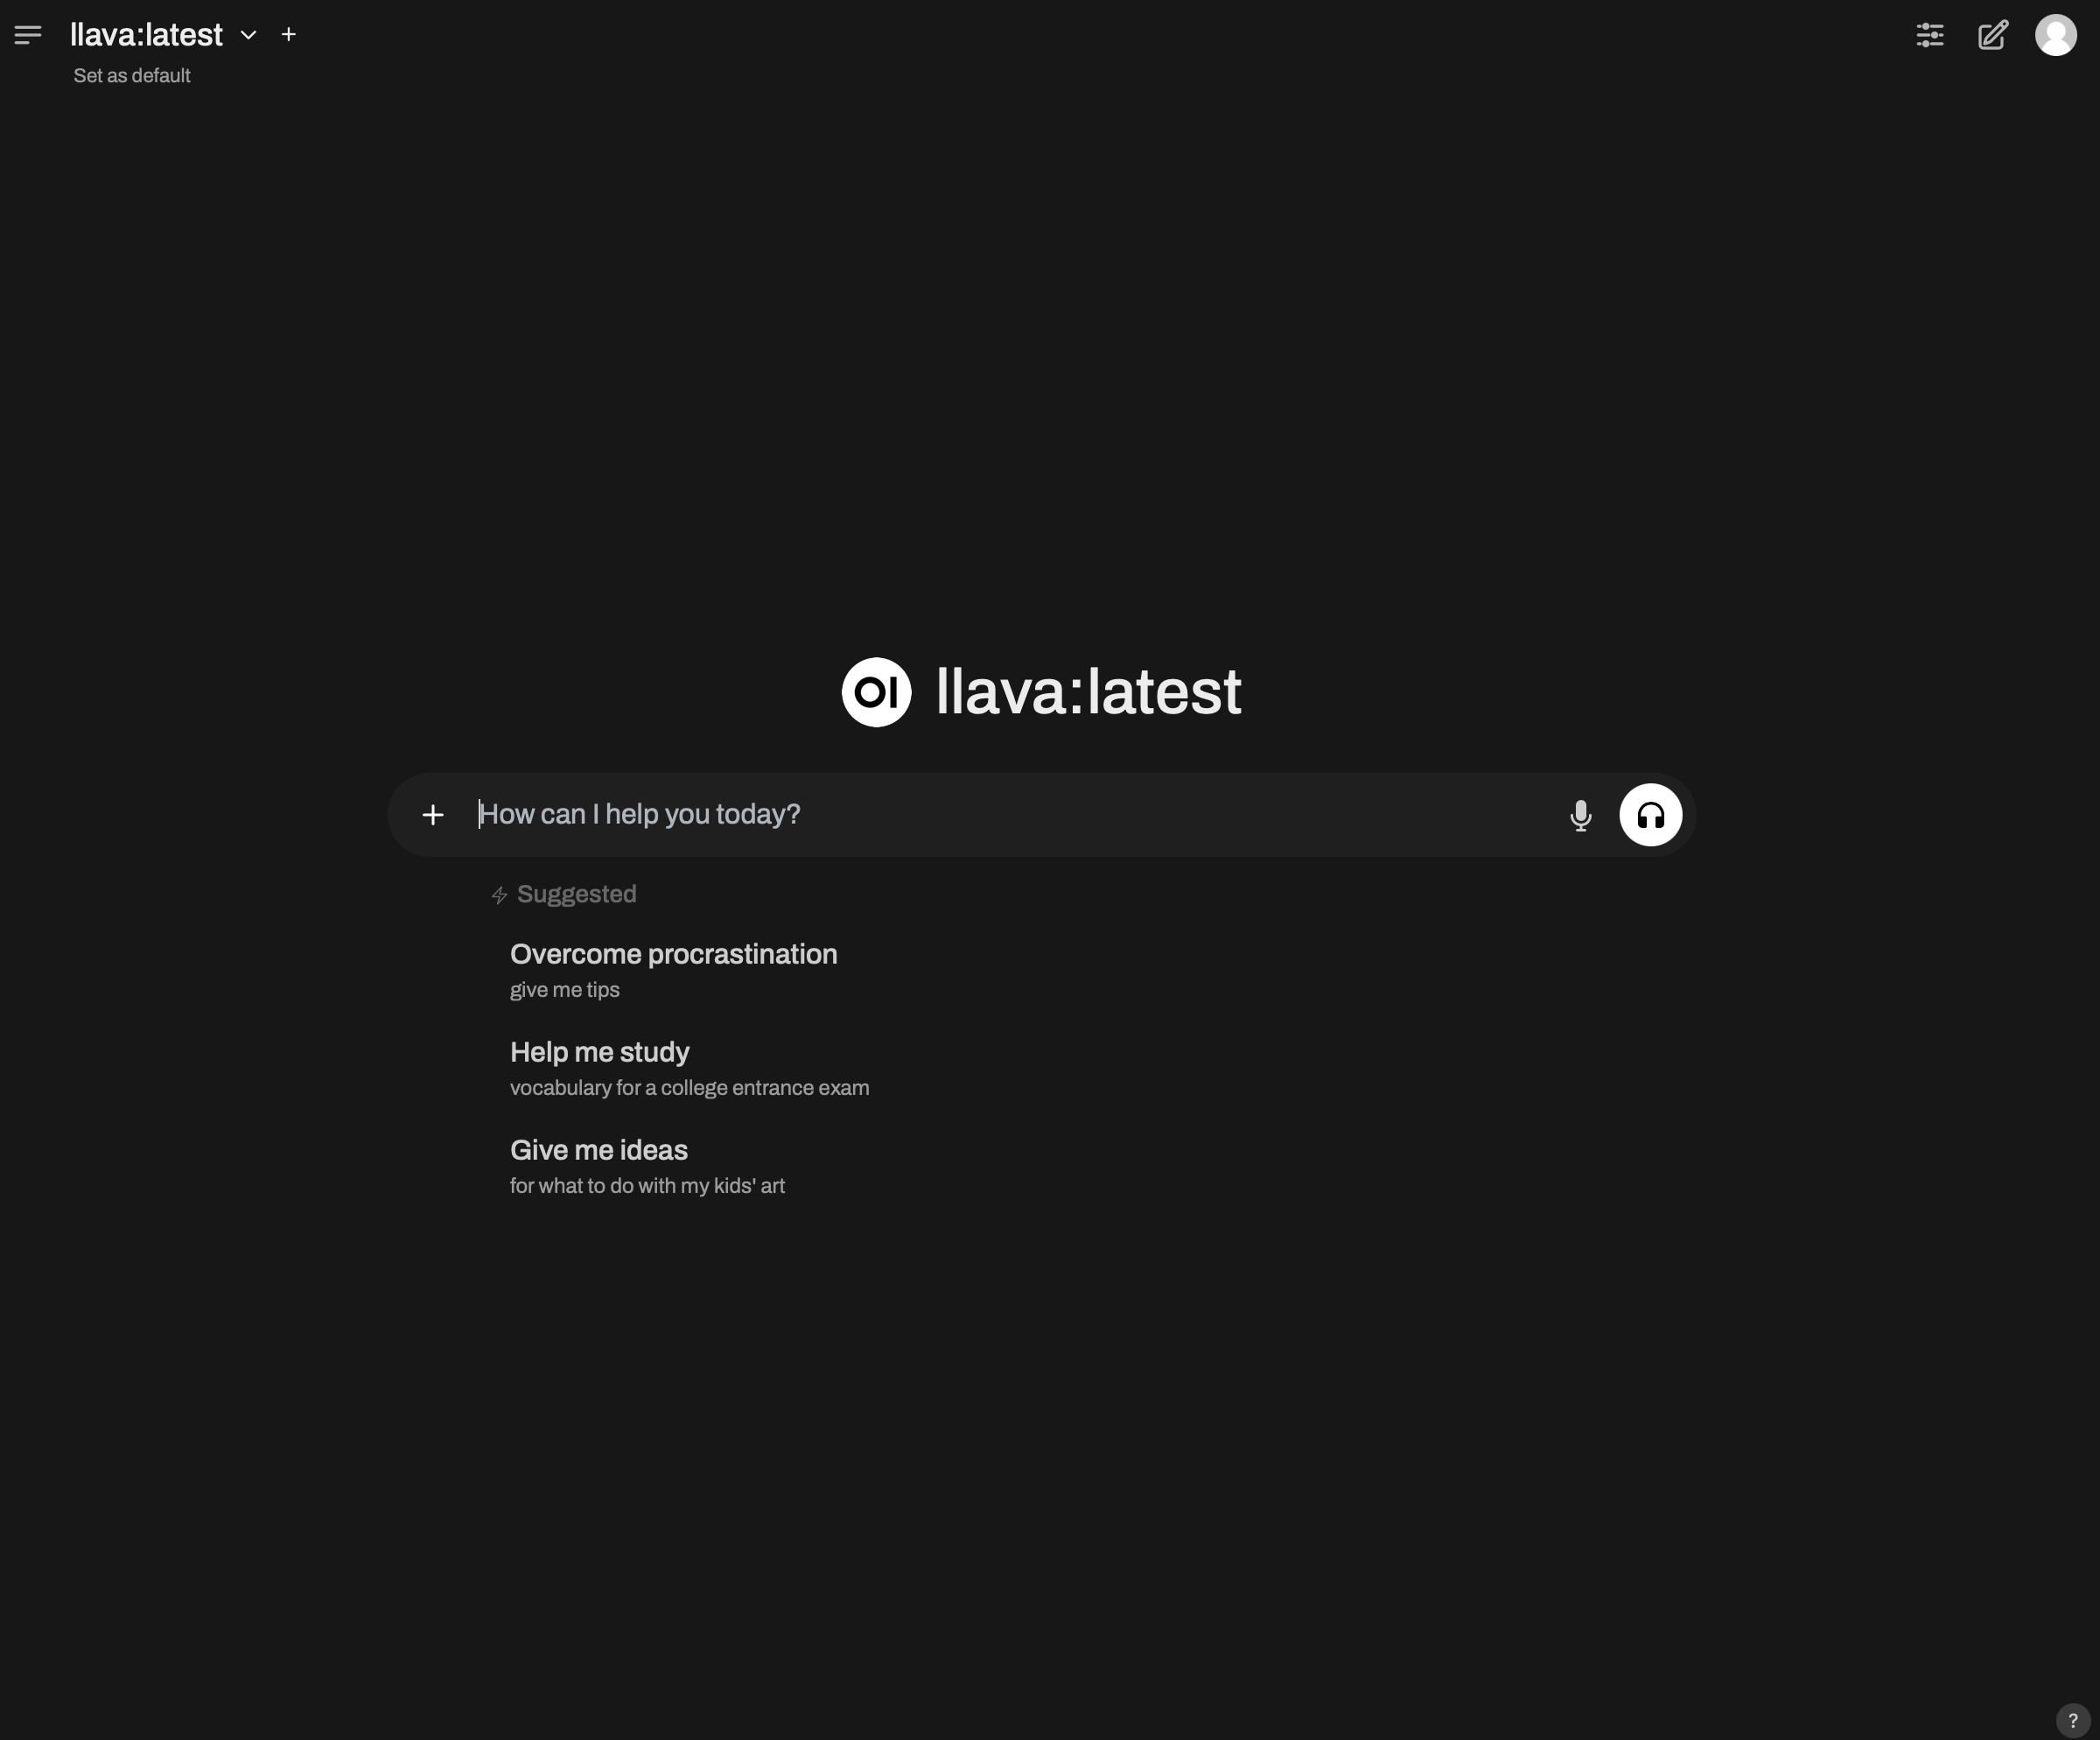 llava:latest
Set as default
OI llava:latest
How can I help you today?
Suggested
Overcome procrastination
give me tips
Help me study
vocabulary for a college entrance exam
Give me ideas
for what to do with my kids' art
?